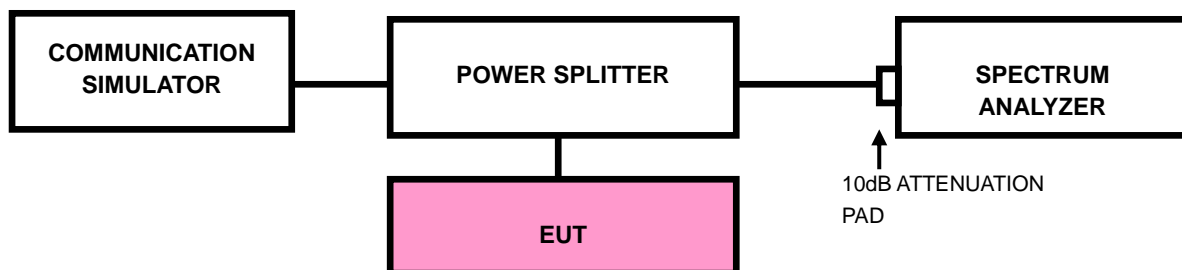 COMMUNICATION
SIMULATOR
POWER SPLITTER
SPECTRUM
ANALYZER
10dB ATTENUATION
PAD
EUT